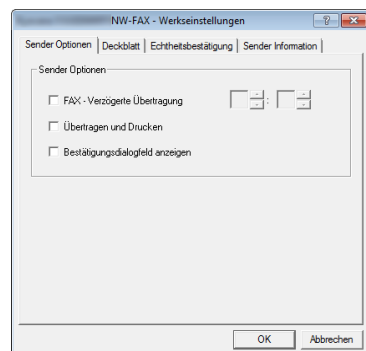 NW-FAX - Werkseinstellungen
Sender Optionen Deckblatt Echtheitsbestätigung Sender Information
Sender Optionen
FAX - Verzögerte Übertragung :
Übertragen und Drucken
Bestätigungsdialogfeld anzeigen
OK Abbrechen